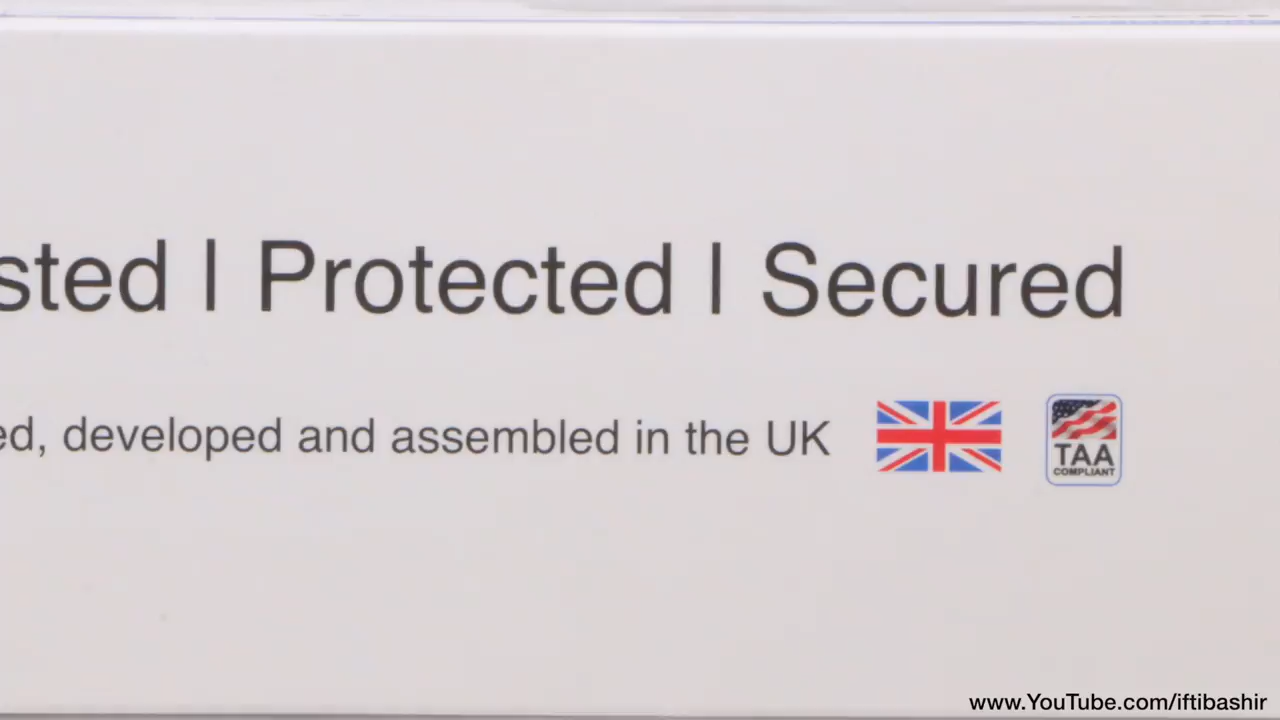 sted | Protected | Secured
ed, developed and assembled in the UK
TAA
COMPLIANT
www.YouTube.com/iftibashir